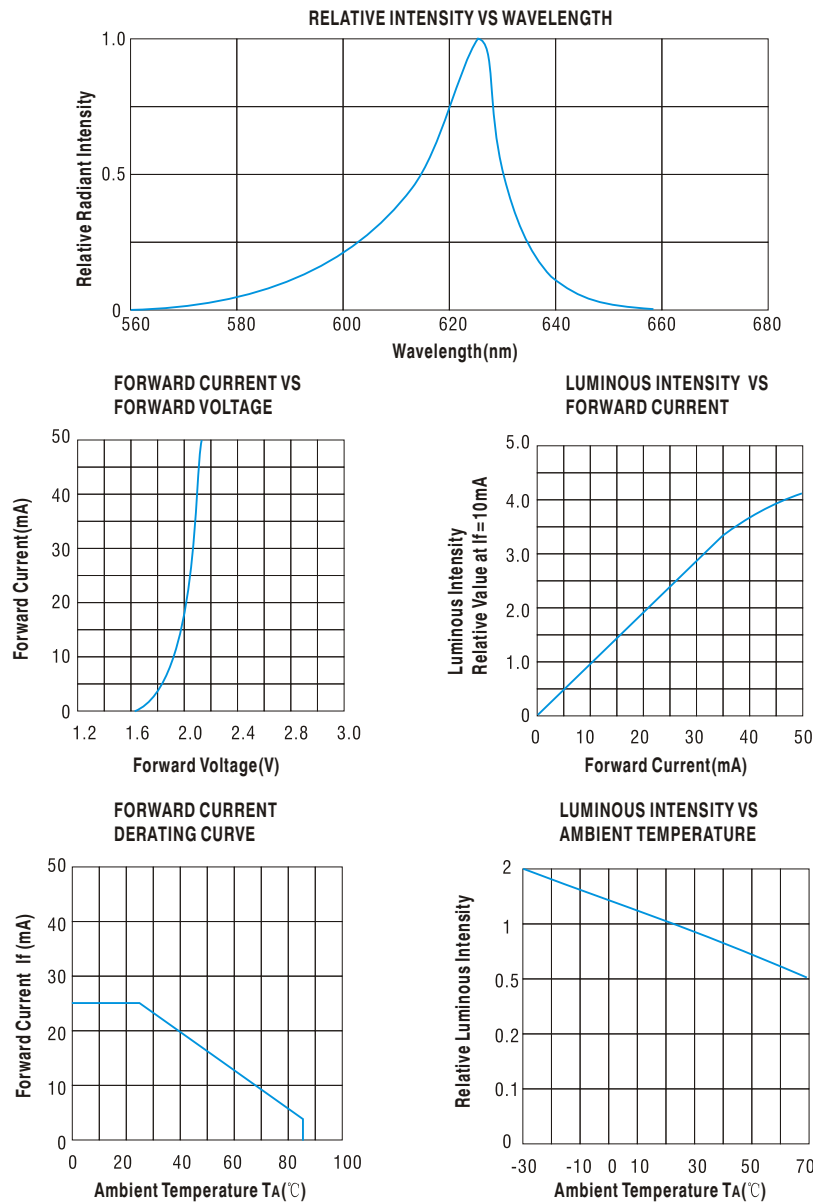 RELATIVE INTENSITY VS WAVELENGTH
1.0
0.5
0
Relative Radiant Intensity
560 580 600 620 640 660 680
Wavelength(nm)
FORWARD CURRENT VS
FORWARD VOLTAGE
50
40
30
20
10
0
Forward Current(mA)
1.2 1.6 2.0 2.4 2.8 3.0
Forward Voltage(V)
LUMINOUS INTENSITY VS
FORWARD CURRENT
5.0
4.0
3.0
2.0
1.0
0
Luminous Intensity
Relative Value at If=10mA
0 10 20 30 40 50
Forward Current(mA)
FORWARD CURRENT
DERATING CURVE
50
40
30
20
10
0
Forward Current If (mA)
0 20 40 60 80 100
Ambient Temperature TA(℃)
LUMINOUS INTENSITY VS
AMBIENT TEMPERATURE
2
1
0.5
0.2
0.1
0
Relative Luminous Intensity
-30 -10 0 10 30 50 70
Ambient Temperature TA(℃)